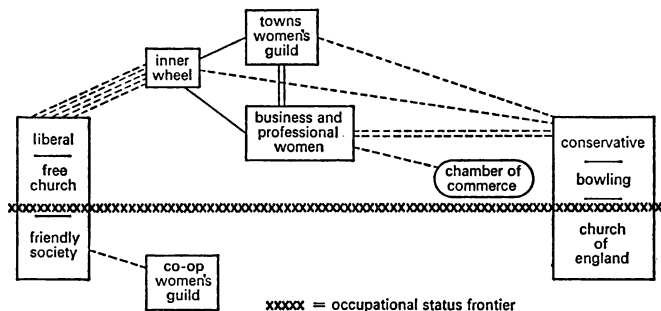 towns
women's
guild
inner
wheel
business and
professional
women
liberal
free
church
conservative
chamber of
commerce
bowling
friendly
society
church
of
england
co-op
women's
guild
xxxxx = occupational status frontier